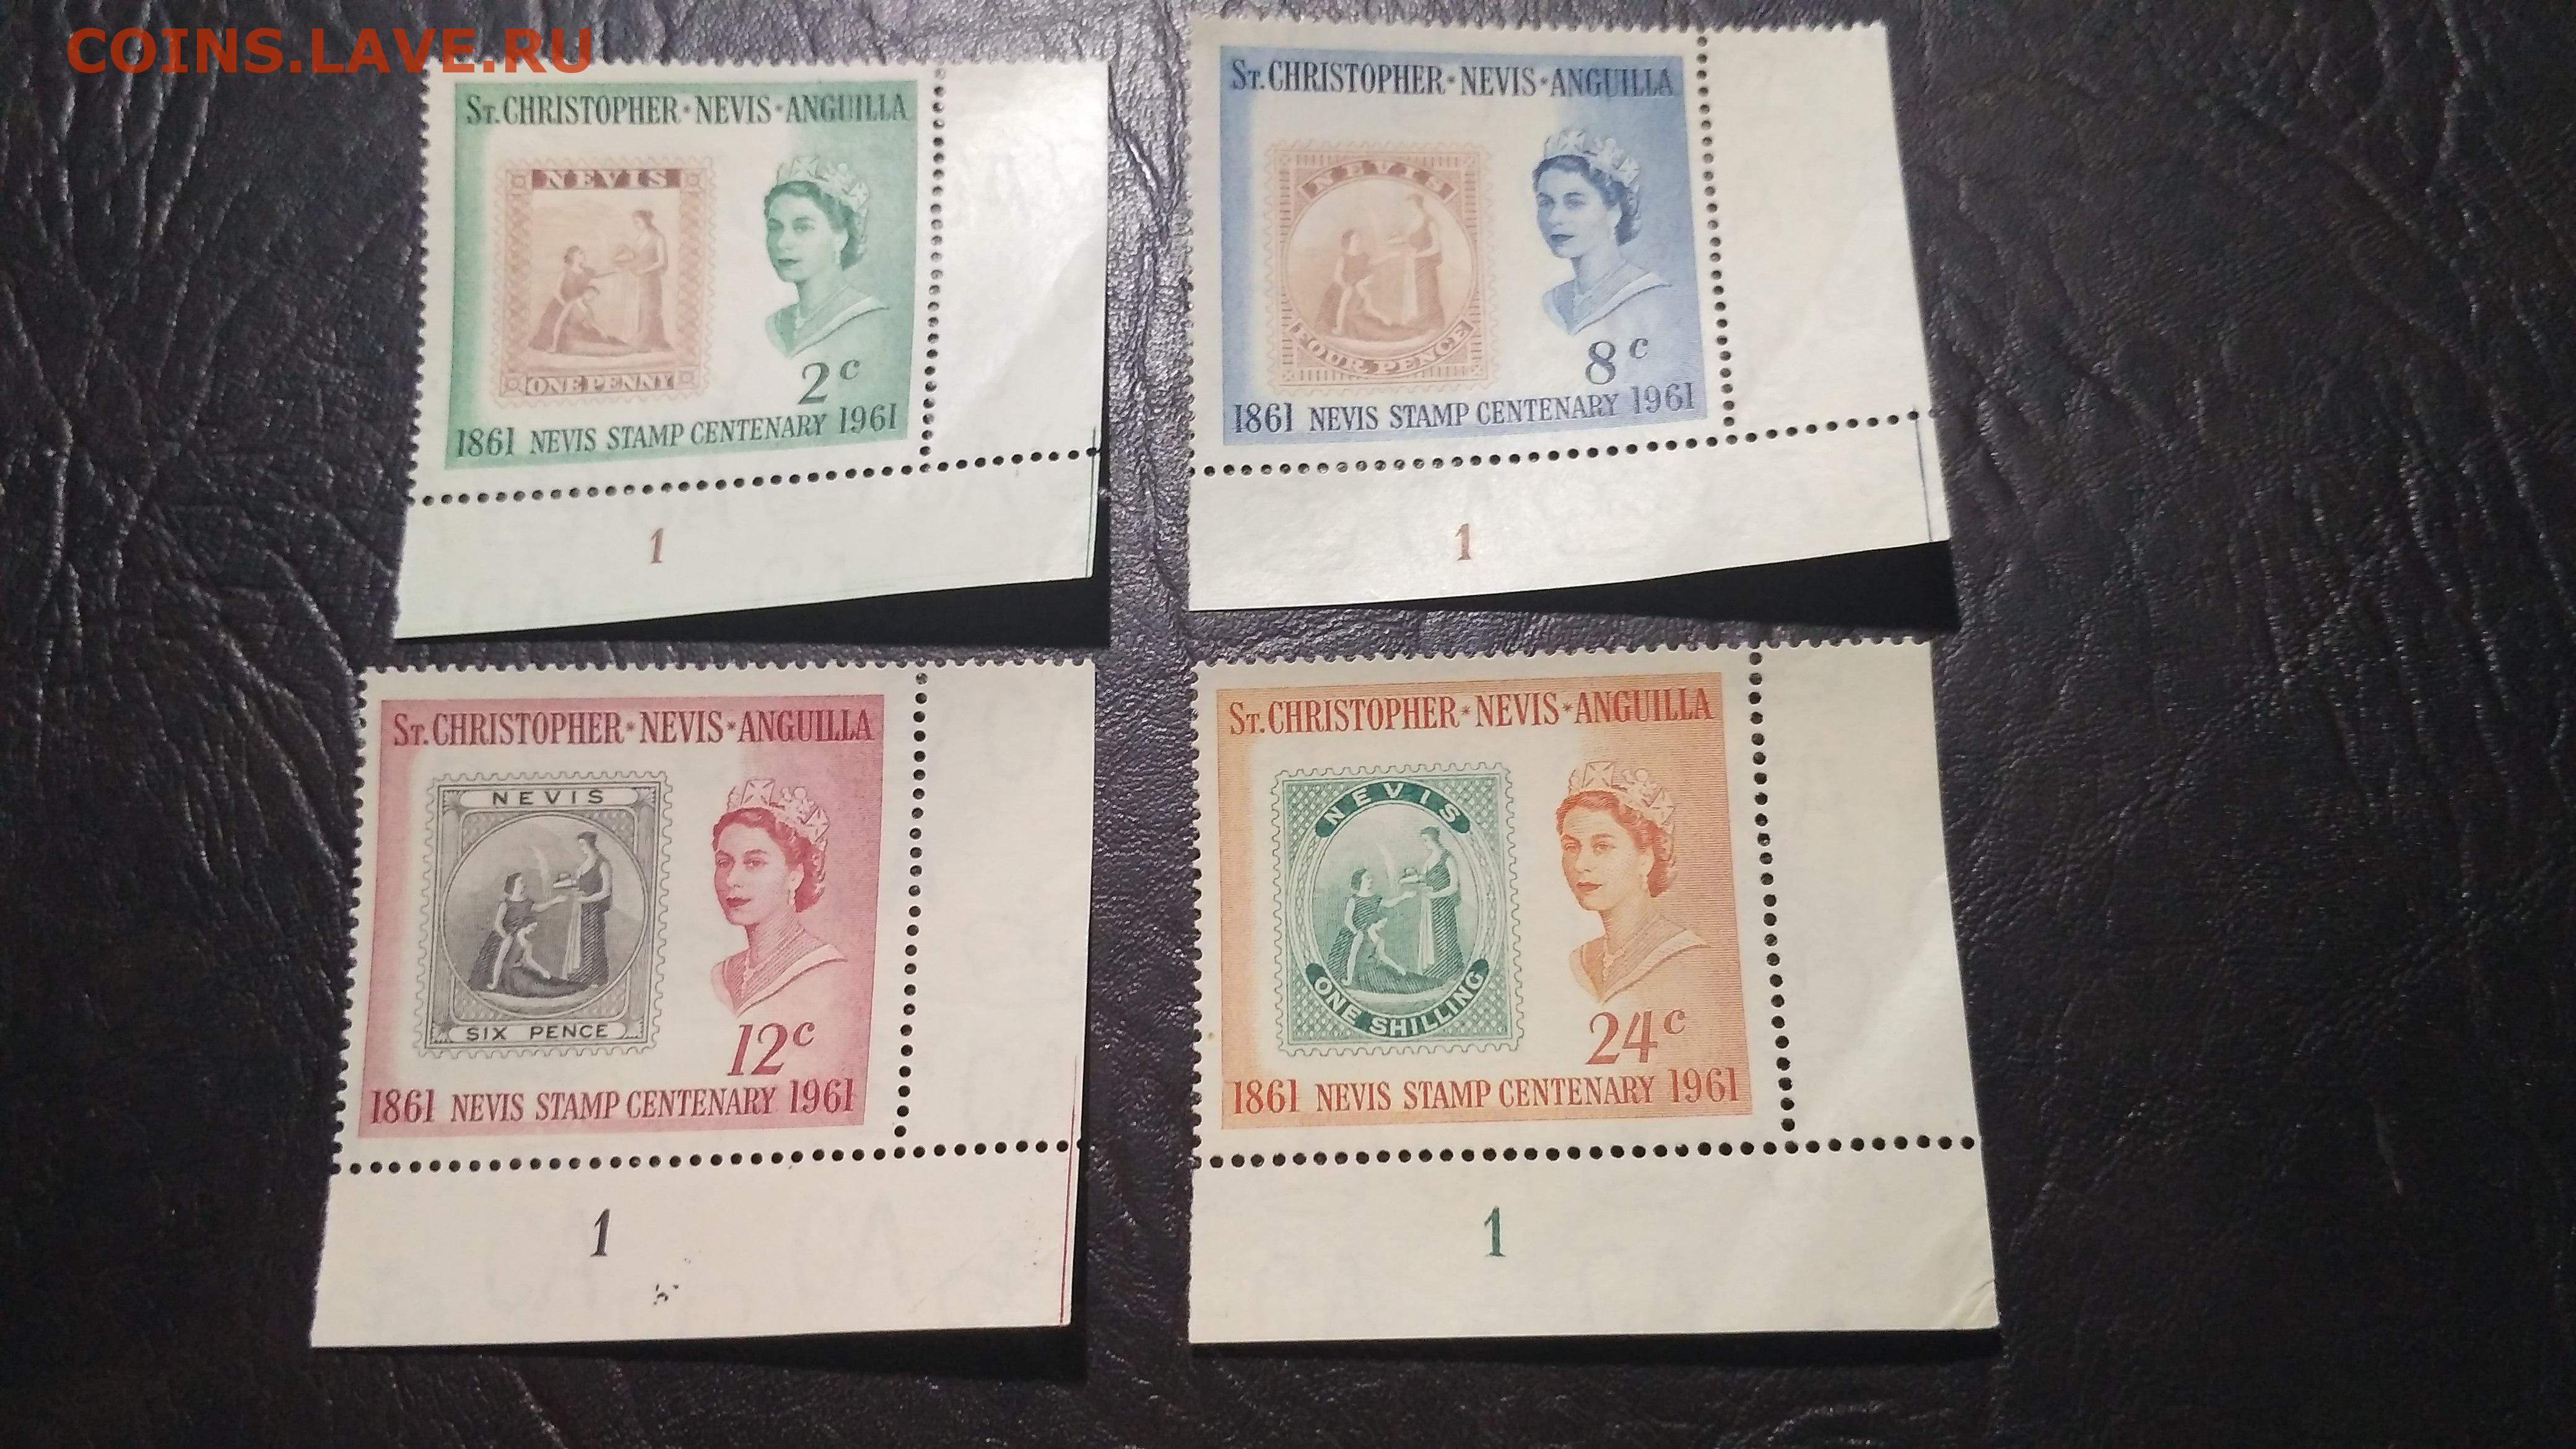 COINS.LAVE.RU
ST. CHRISTOPHER * NEVIS * ANGUILLA
NEVIS
ONE PENNY
2c
1861 NEVIS STAMP CENTENARY 1961
1
ST. CHRISTOPHER * NEVIS * ANGUILLA
NEVIS
FOUR PENCE
8c
1861 NEVIS STAMP CENTENARY 1961
1
ST. CHRISTOPHER * NEVIS * ANGUILLA
NEVIS
SIX PENCE
12c
1861 NEVIS STAMP CENTENARY 1961
1
ST. CHRISTOPHER * NEVIS * ANGUILLA
NEVIS
ONE SHILLING
24c
1861 NEVIS STAMP CENTENARY 1961
1